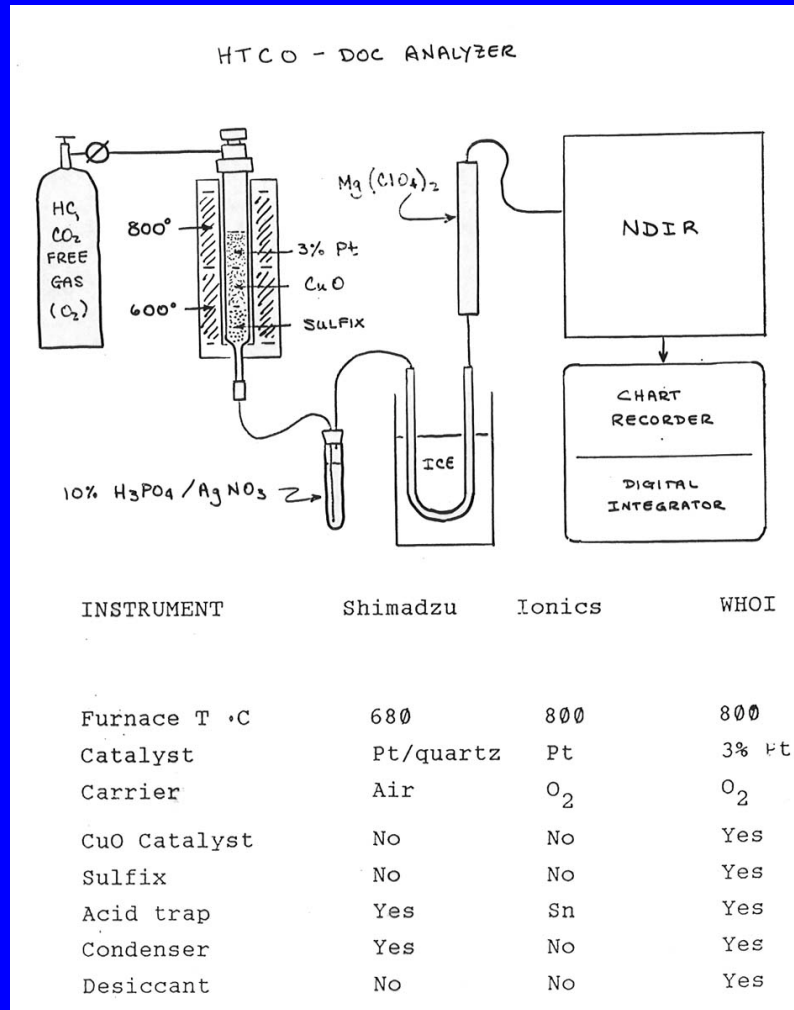 HTCO - DOC ANALYZER
HC,
CO₂
FREE
GAS
(O₂)
800°
600°
3% Pt
CuO
SULFIX
Mg(ClO₄)₂
NDIR
CHART
RECORDER
DIGITAL
INTEGRATOR
ICE
10% H₃PO₄/AgNO₃
INSTRUMENT Shimadzu Ionics WHOI
Furnace T °C 680 800 800
Catalyst Pt/quartz Pt 3% Pt
Carrier Air O₂ O₂
CuO Catalyst No No Yes
Sulfix No No Yes
Acid trap Yes Sn Yes
Condenser Yes No Yes
Desiccant No No Yes